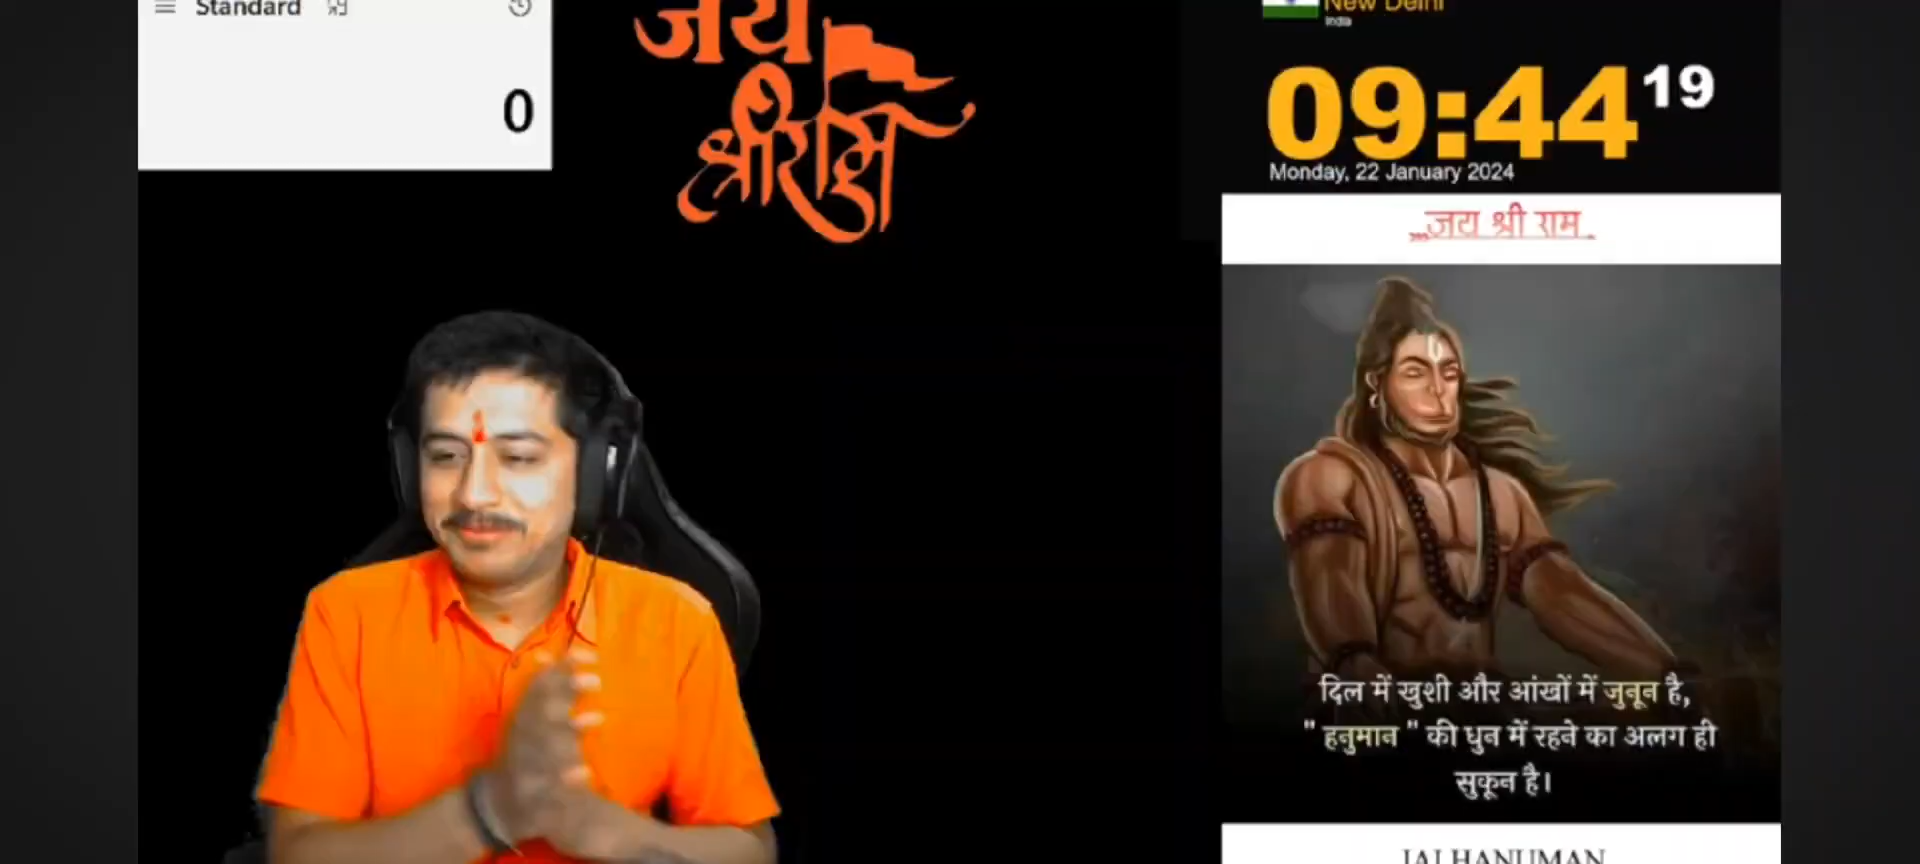 Standard
0
जय
श्री राम
New Delhi
India
09:44 19
Monday, 22 January 2024
जय श्री राम
दिल में खुशी और आंखों में जुनून है,
" हनुमान " की धुन में रहने का अलग ही
सुकून है।
JAI HANUMAN